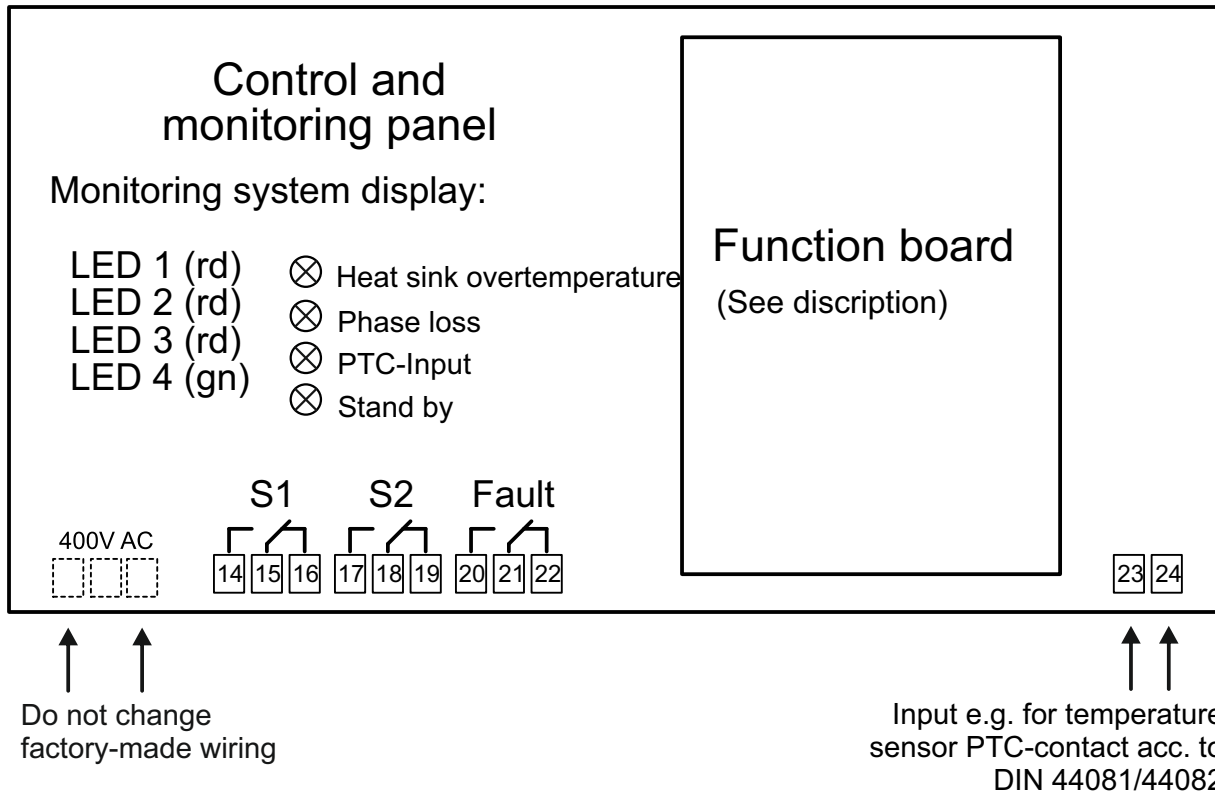 Control and
monitoring panel
Monitoring system display:
LED 1 (rd)
LED 2 (rd)
LED 3 (rd)
LED 4 (gn)
Heat sink overtemperature
Phase loss
PTC-Input
Stand by
Function board
(See discription)
S1 S2 Fault
400V AC
14 15 16 17 18 19 20 21 22
23 24
Do not change
factory-made wiring
Input e.g. for temperature
sensor PTC-contact acc. to
DIN 44081/44082